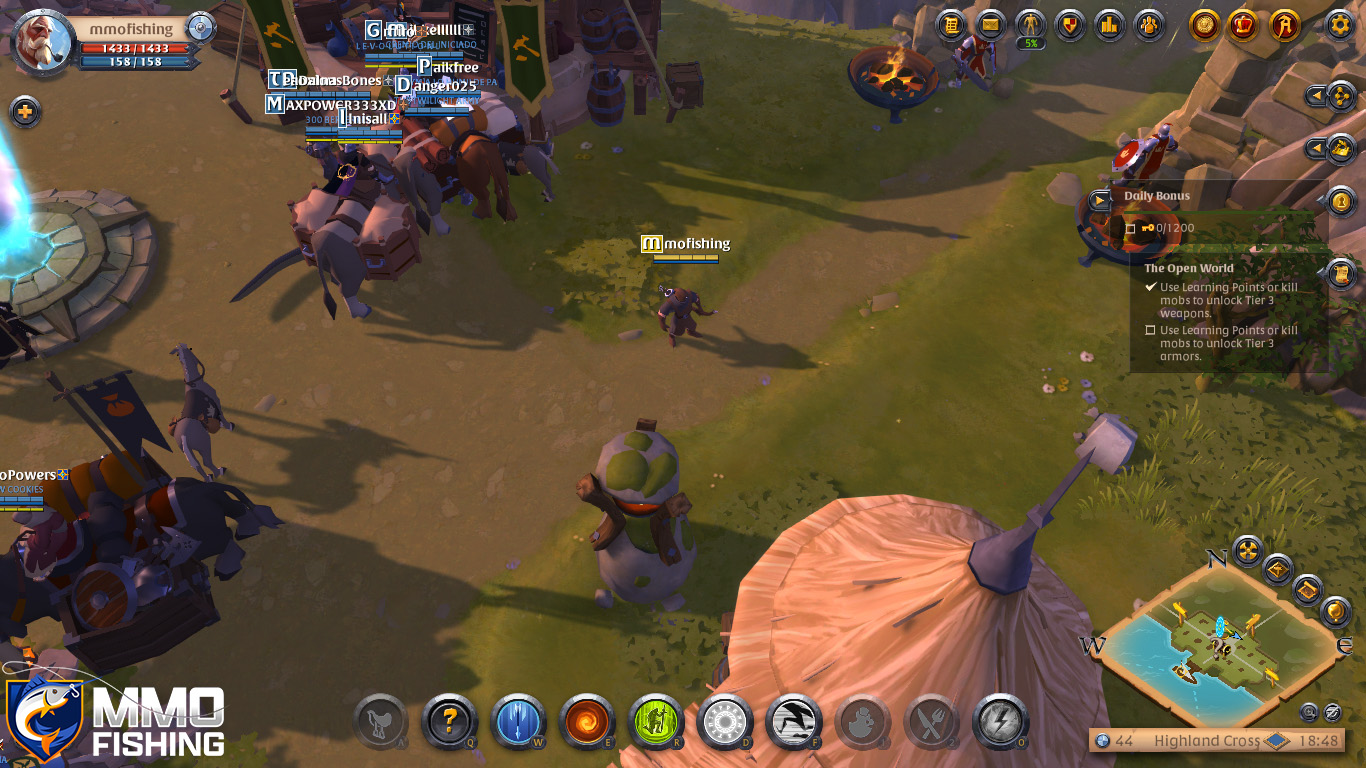 mmofishing
1433 / 1433
158 / 158
Palkfree
Danger025
MAXPOWER333XD
Inisall
mmofishing
5%
Daily Bonus
0/1200
The Open World
Use Learning Points or kill
mobs to unlock Tier 3
weapons.
Use Learning Points or kill
mobs to unlock Tier 3
armors.
oPowers
COOKIES
N
W
E
A
Q
W
E
R
D
F
1
2
O
44 Highland Cross 18:48
MMO
FISHING